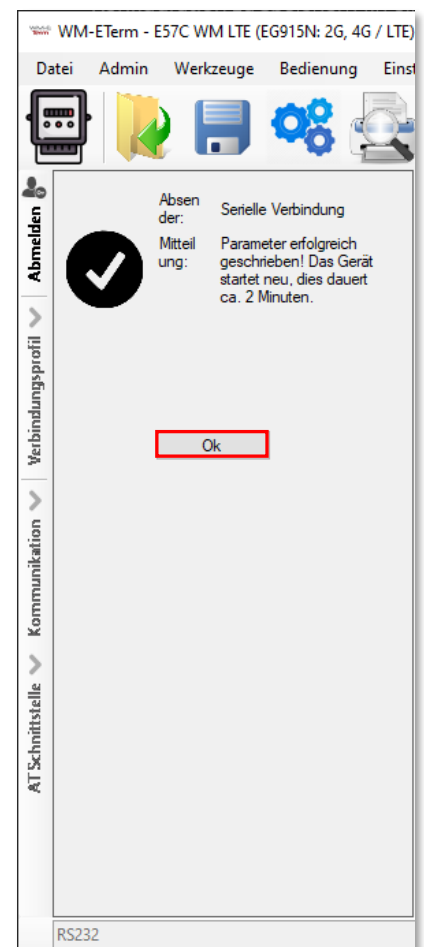 WM-ETerm - E57C WM LTE (EG915N: 2G, 4G / LTE)
Datei Admin Werkzeuge Bedienung Einst
Abmelden
Verbindungsprofil
Kommunikation
AT Schnittstelle
Absen
der:
Serielle Verbindung
Mitteil
ung:
Parameter erfolgreich
geschrieben! Das Gerät
startet neu, dies dauert
ca. 2 Minuten.
Ok
RS232